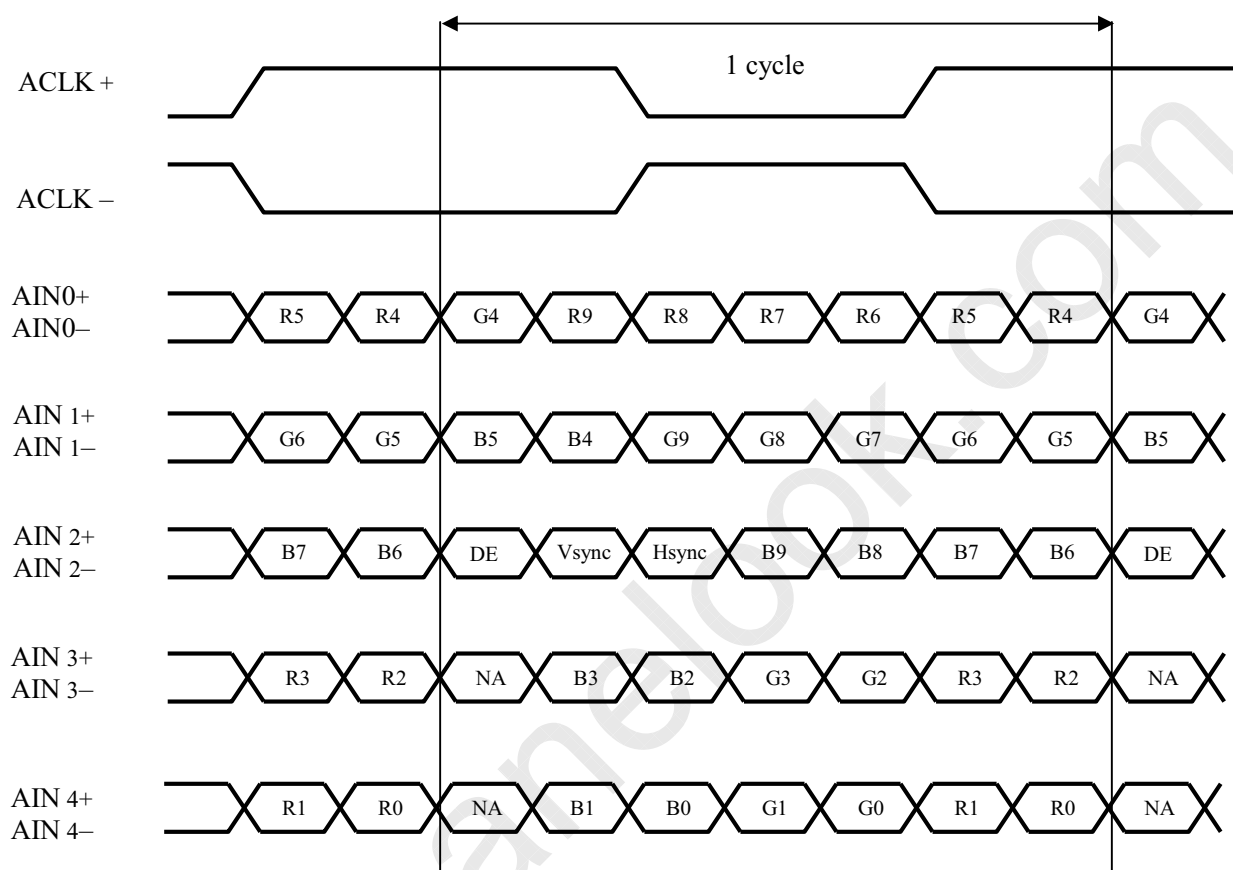 1 cycle
ACLK +
ACLK –
AIN0+
AIN0–
R5 R4 G4 R9 R8 R7 R6 R5 R4 G4
AIN 1+
AIN 1–
G6 G5 B5 B4 G9 G8 G7 G6 G5 B5
AIN 2+
AIN 2–
B7 B6 DE Vsync Hsync B9 B8 B7 B6 DE
AIN 3+
AIN 3–
R3 R2 NA B3 B2 G3 G2 R3 R2 NA
AIN 4+
AIN 4–
R1 R0 NA B1 B0 G1 G0 R1 R0 NA
anelook.com